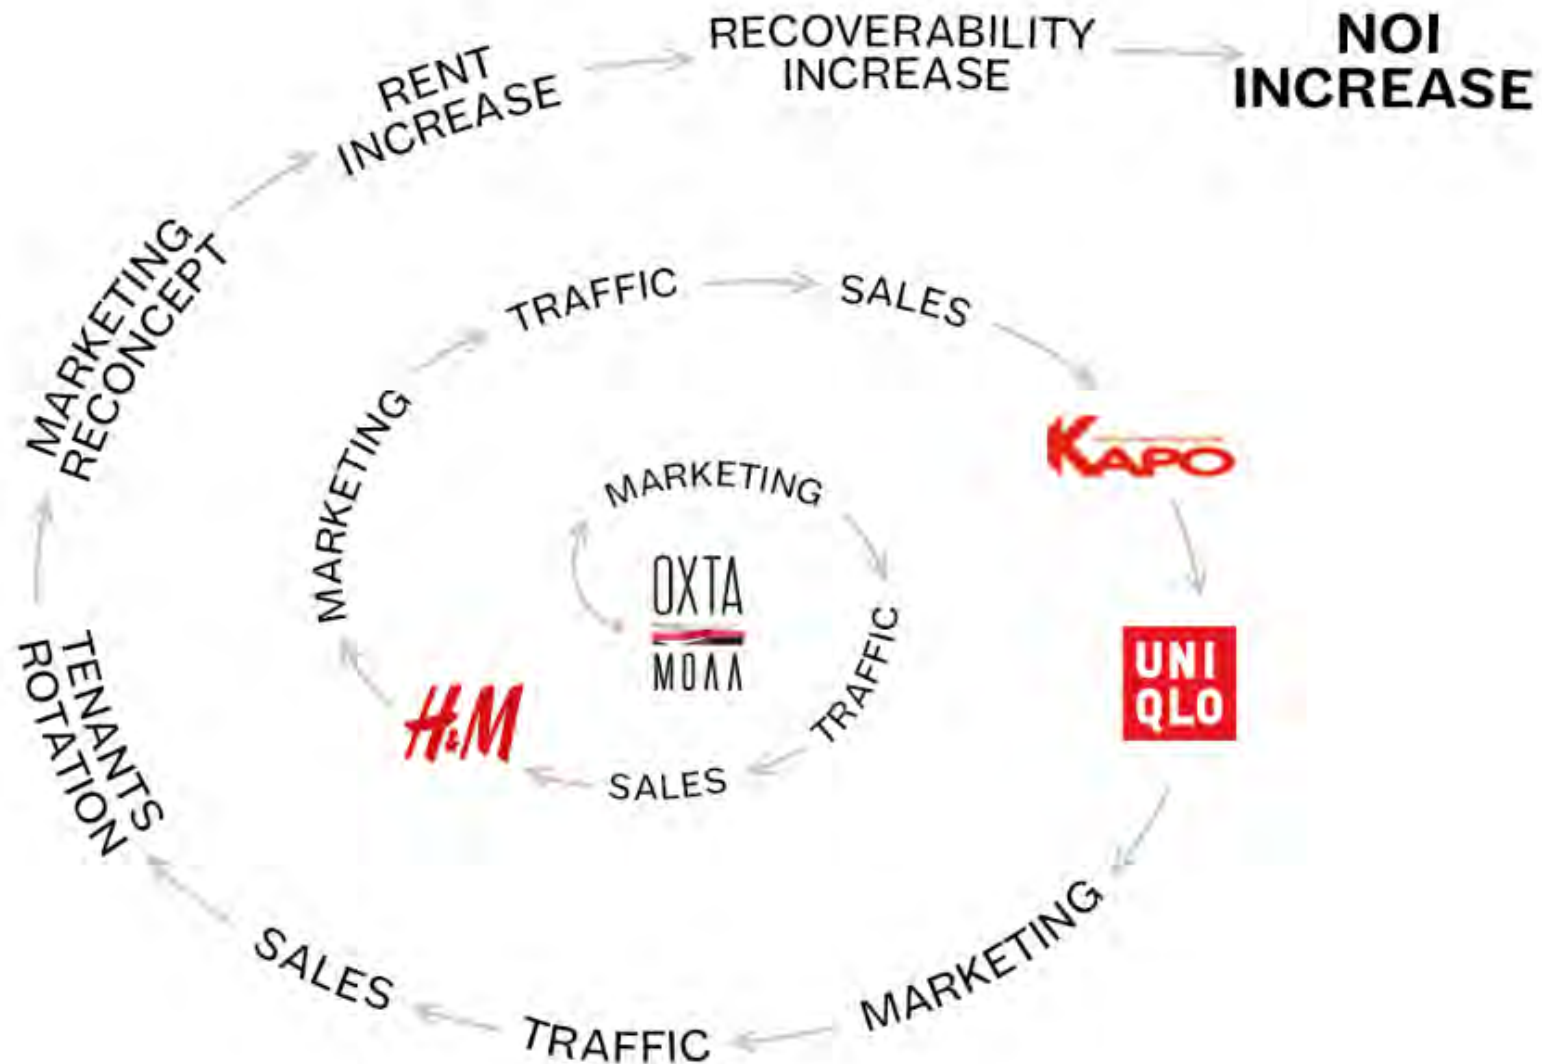 NOI
INCREASE
RECOVERABILITY
INCREASE
RENT
INCREASE
MARKETING
RECONCEPT
TRAFFIC
SALES
MARKETING
KAPO
MARKETING
OXTA
МОЛЛ
TRAFFIC
H&M
SALES
UNI
QLO
TENANTS
ROTATION
MARKETING
SALES
TRAFFIC